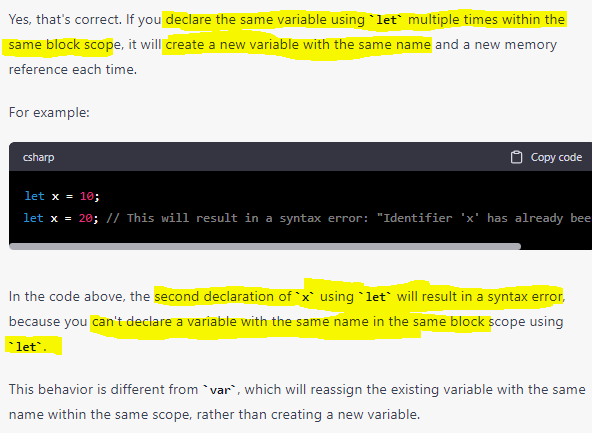 Yes, that's correct. If you declare the same variable using `let` multiple times within the
same block scope, it will create a new variable with the same name and a new memory
reference each time.
For example:
csharp Copy code
let x = 10;
let x = 20; // This will result in a syntax error: "Identifier 'x' has already bee
In the code above, the second declaration of `x` using `let` will result in a syntax error,
because you can't declare a variable with the same name in the same block scope using
`let`.
This behavior is different from `var`, which will reassign the existing variable with the same
name within the same scope, rather than creating a new variable.